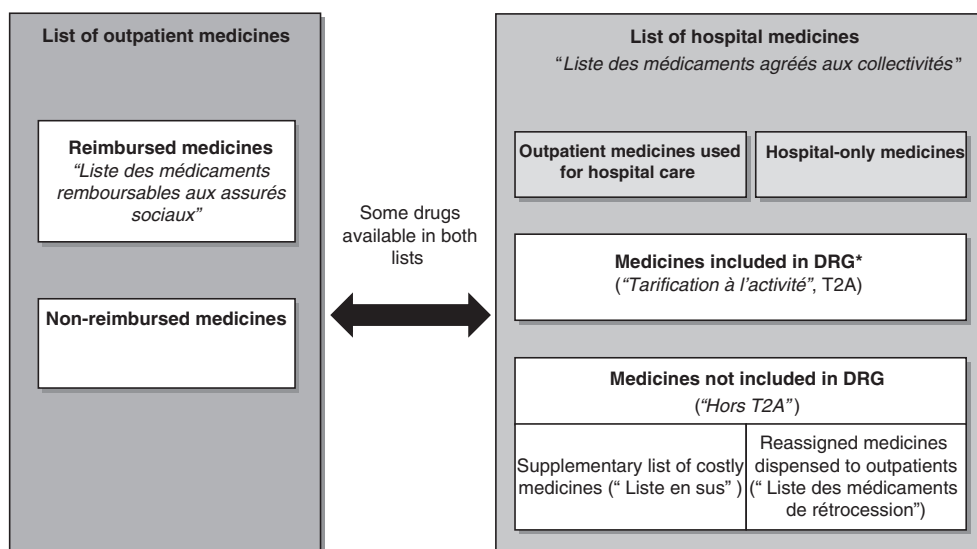 List of outpatient medicines
Reimbursed medicines
“Liste des médicaments
remboursables aux assurés
sociaux”
Non-reimbursed medicines
Some drugs
available in both
lists
List of hospital medicines
“Liste des médicaments agréés aux collectivités”
Outpatient medicines used
for hospital care
Hospital-only medicines
Medicines included in DRG*
(“Tarification à l’activité”, T2A)
Medicines not included in DRG
(“Hors T2A”)
Supplementary list of costly
medicines (“ Liste en sus” )
Reassigned medicines
dispensed to outpatients
(“ Liste des médicaments
de rétrocession”)